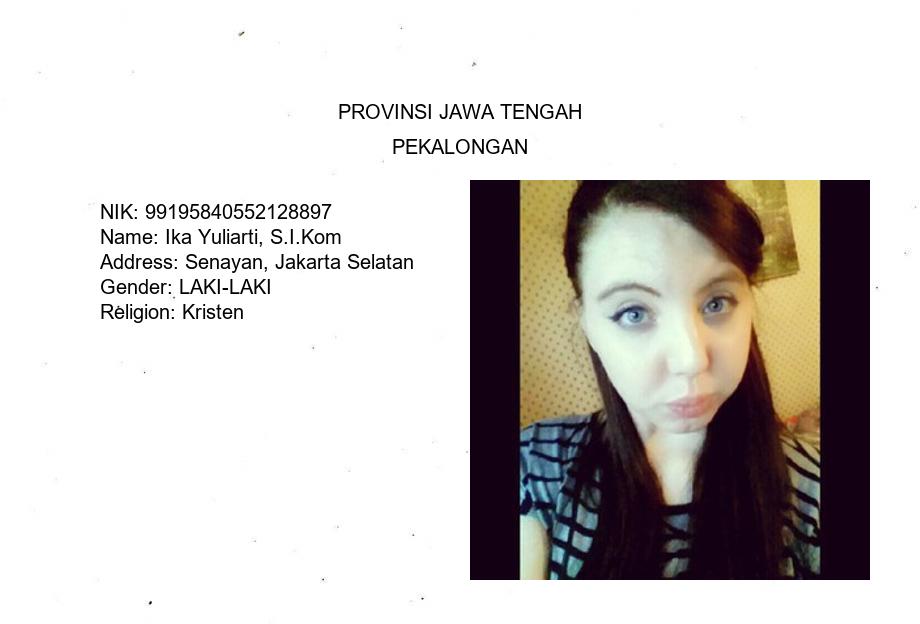 PROVINSI JAWA TENGAH
PEKALONGAN
NIK: 99195840552128897
Name: Ika Yuliarti, S.I.Kom
Address: Senayan, Jakarta Selatan
Gender: LAKI-LAKI
Religion: Kristen